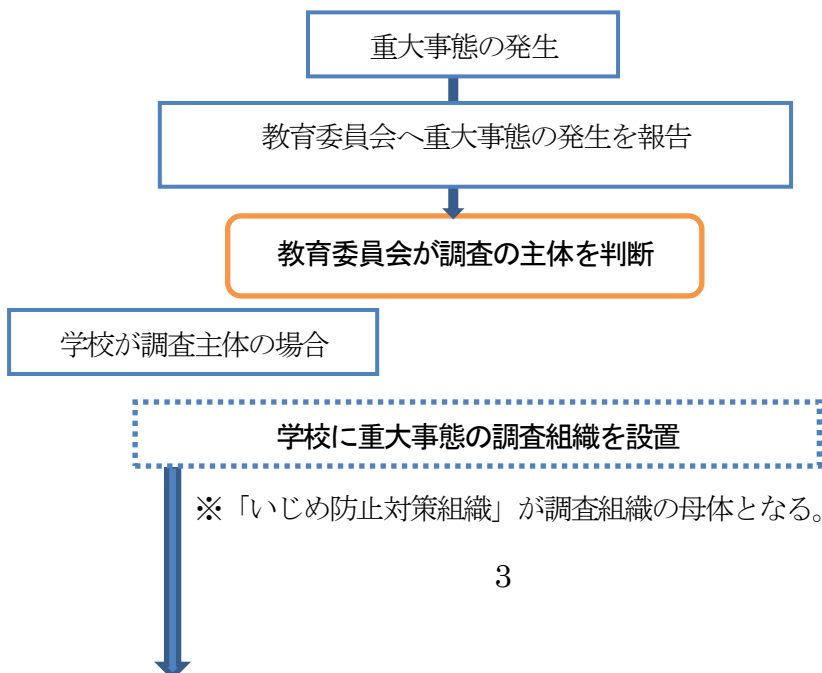 重大事態の発生
教育委員会へ重大事態の発生を報告
教育委員会が調査の主体を判断
学校が調査主体の場合
学校に重大事態の調査組織を設置
※「いじめ防止対策組織」が調査組織の母体となる。
3